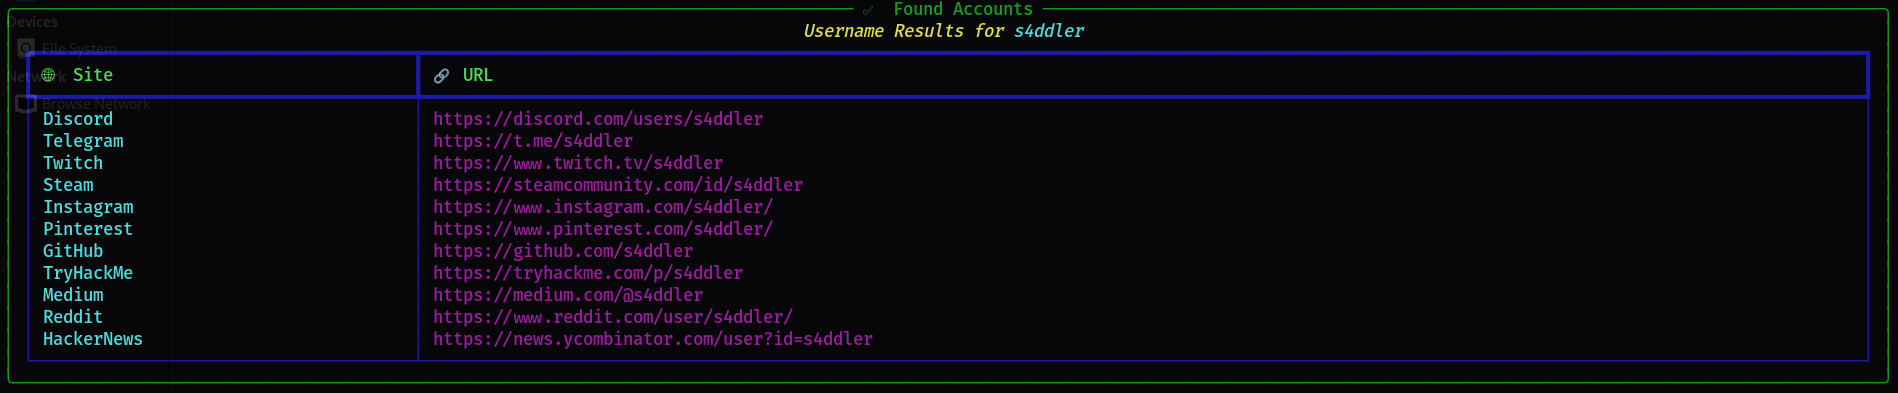 Found Accounts
Devices
Username Results for s4ddler
File System
Network
Site URL
Browse Network
Discord https://discord.com/users/s4ddler
Telegram https://t.me/s4ddler
Twitch https://www.twitch.tv/s4ddler
Steam https://steamcommunity.com/id/s4ddler
Instagram https://www.instagram.com/s4ddler/
Pinterest https://www.pinterest.com/s4ddler/
GitHub https://github.com/s4ddler
TryHackMe https://tryhackme.com/p/s4ddler
Medium https://medium.com/@s4ddler
Reddit https://www.reddit.com/user/s4ddler/
HackerNews https://news.ycombinator.com/user?id=s4ddler